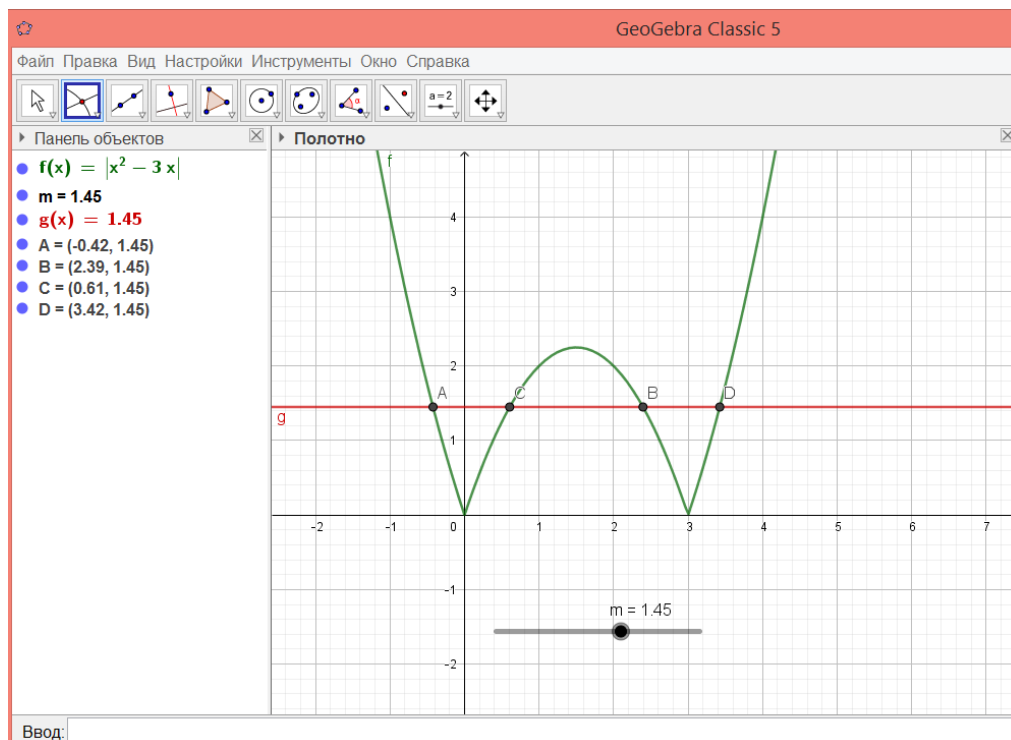 GeoGebra Classic 5
Файл Правка Вид Настройки Инструменты Окно Справка
α a=2
Панель объектов
Полотно
f(x) = |x² − 3 x|
m = 1.45
g(x) = 1.45
A = (-0.42, 1.45)
B = (2.39, 1.45)
C = (0.61, 1.45)
D = (3.42, 1.45)
f
4
3
2
A C B D
g
1
-2 -1 0 1 2 3 4 5 6 7
-1
m = 1.45
-2
Ввод: